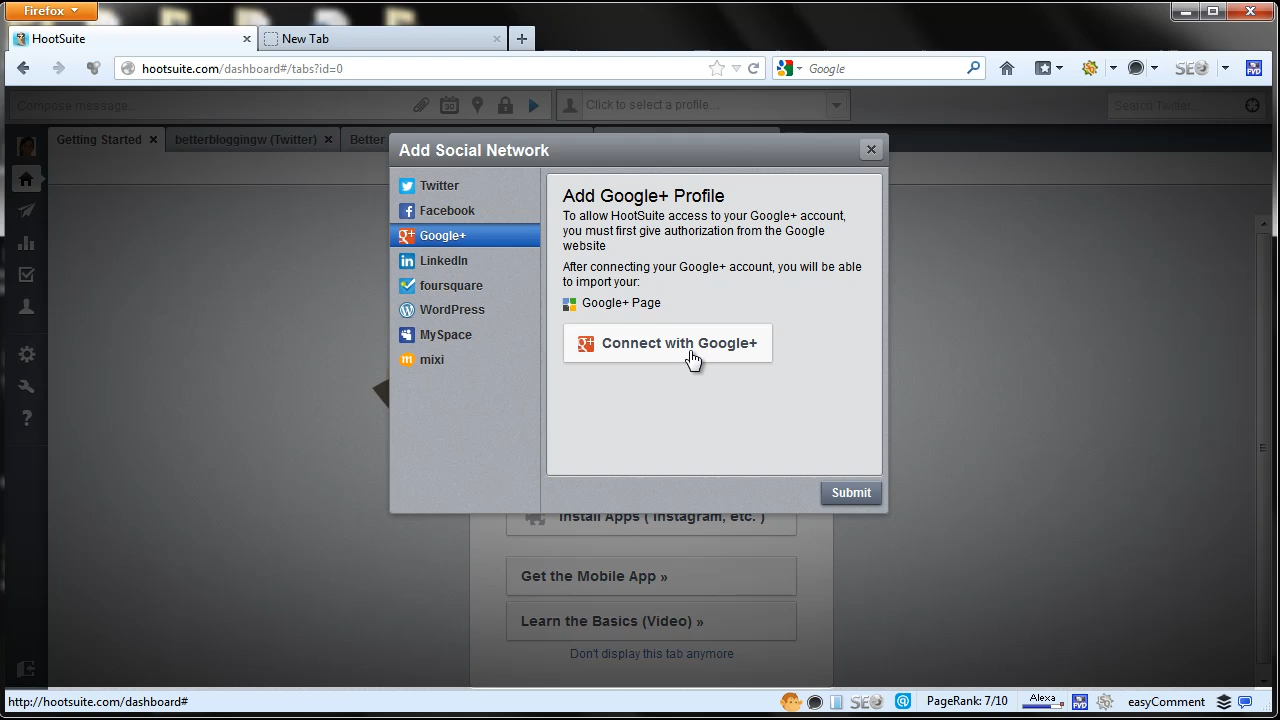 Firefox
HootSuite
New Tab
hootsuite.com/dashboard#/tabs?id=0
Google
SEO
FVD
Compose message...
30
Click to select a profile...
Search Twitter...
Getting Started
betterbloggingw (Twitter)
Better
Add Social Network
Twitter
Facebook
Google+
LinkedIn
foursquare
WordPress
MySpace
mixi
Add Google+ Profile
To allow HootSuite access to your Google+ account,
you must first give authorization from the Google
website
After connecting your Google+ account, you will be able
to import your:
Google+ Page
Connect with Google+
Submit
Install Apps ( Instagram, etc. )
Get the Mobile App »
Learn the Basics (Video) »
Don't display this tab anymore
http://hootsuite.com/dashboard#
SEO
PageRank: 7/10
Alexa
FVD
easyComment